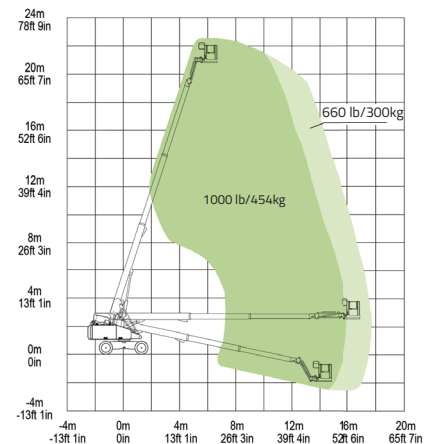 24m
78ft 9in
20m
65ft 7in
16m
52ft 6in
12m
39ft 4in
8m
26ft 3in
4m
13ft 1in
0m
0in
-4m
-13ft 1in
660 lb/300kg
1000 lb/454kg
-4m 0m 4m 8m 12m 16m 20m
-13ft 1in 0in 13ft 1in 26ft 3in 39ft 4in 52ft 6in 65ft 7in